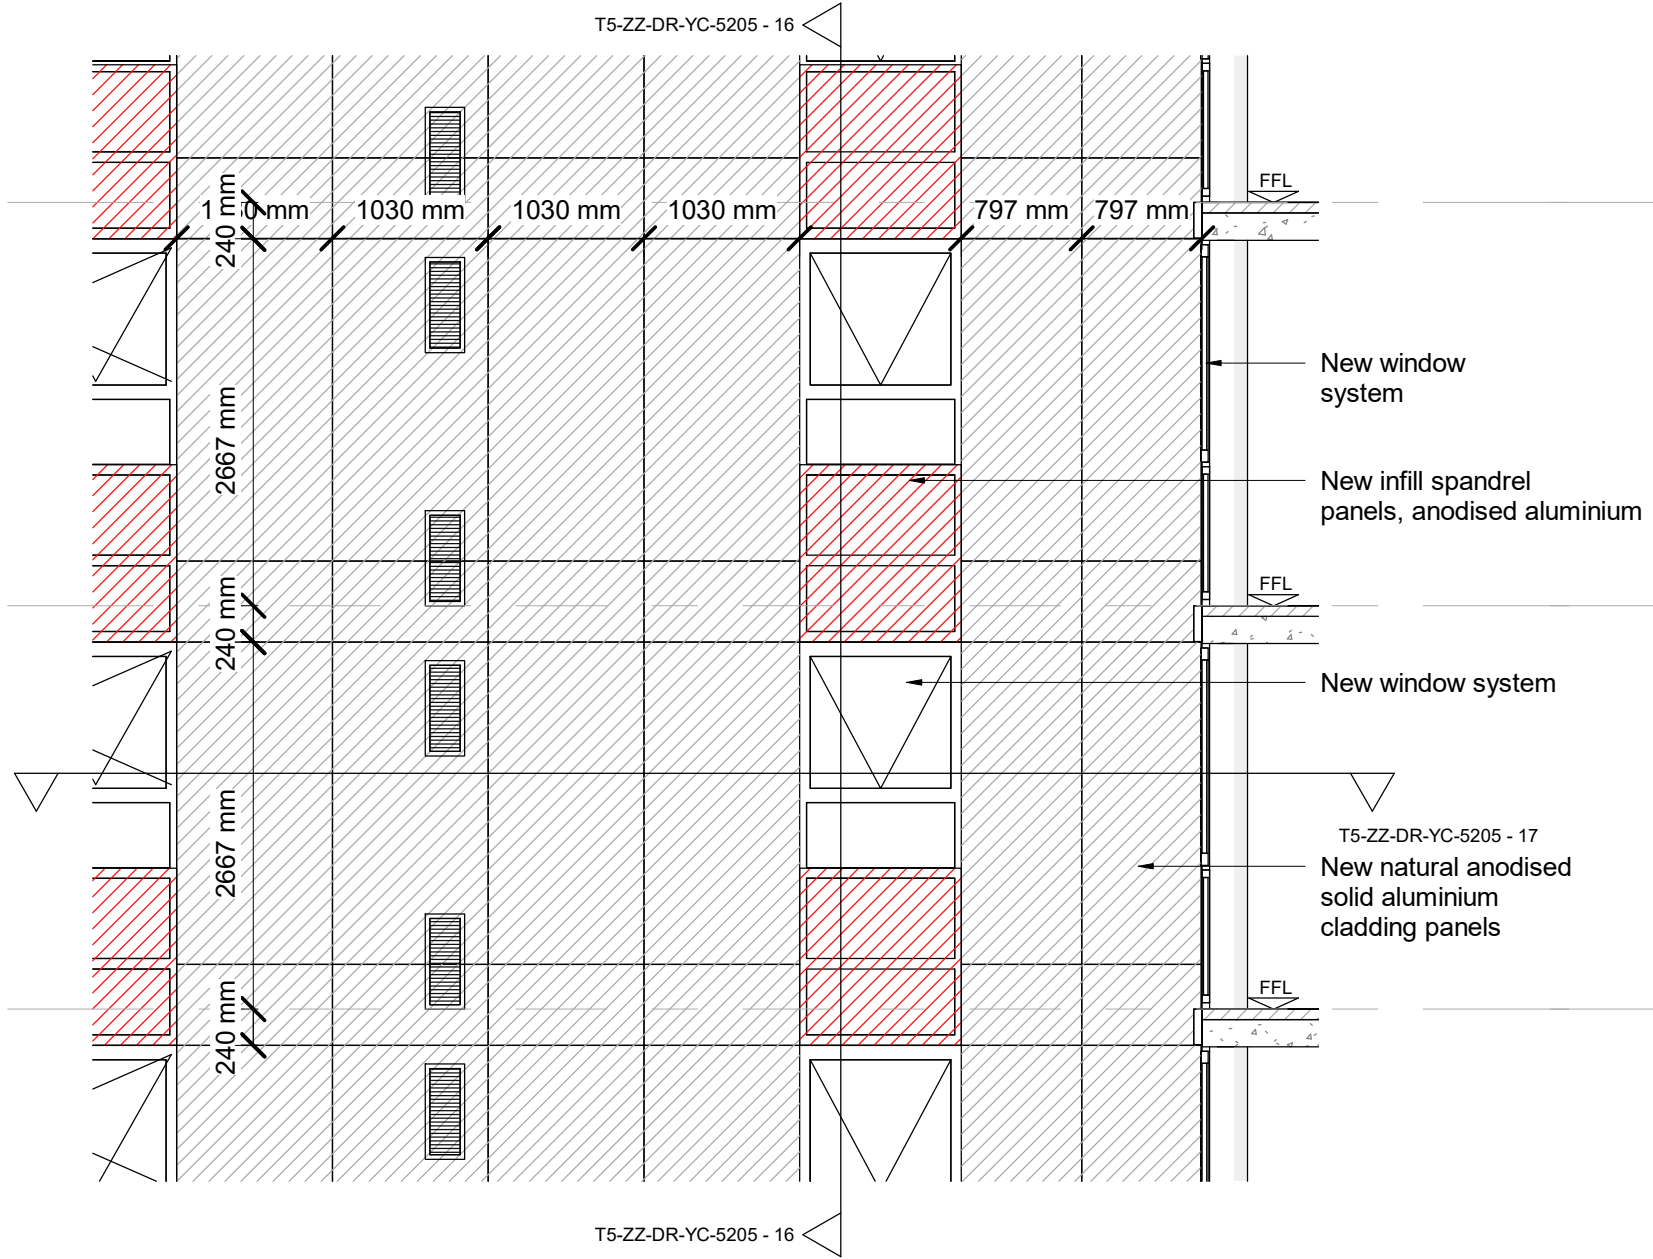 T5-ZZ-DR-YC-5205 - 16
FFL
240 mm
mm
1030 mm
1030 mm
1030 mm
797 mm
797 mm
New window
system
2667 mm
New infill spandrel
panels, anodised aluminium
FFL
240 mm
New window system
T5-ZZ-DR-YC-5205 - 17
2667 mm
New natural anodised
solid aluminium
cladding panels
FFL
240 mm
T5-ZZ-DR-YC-5205 - 16